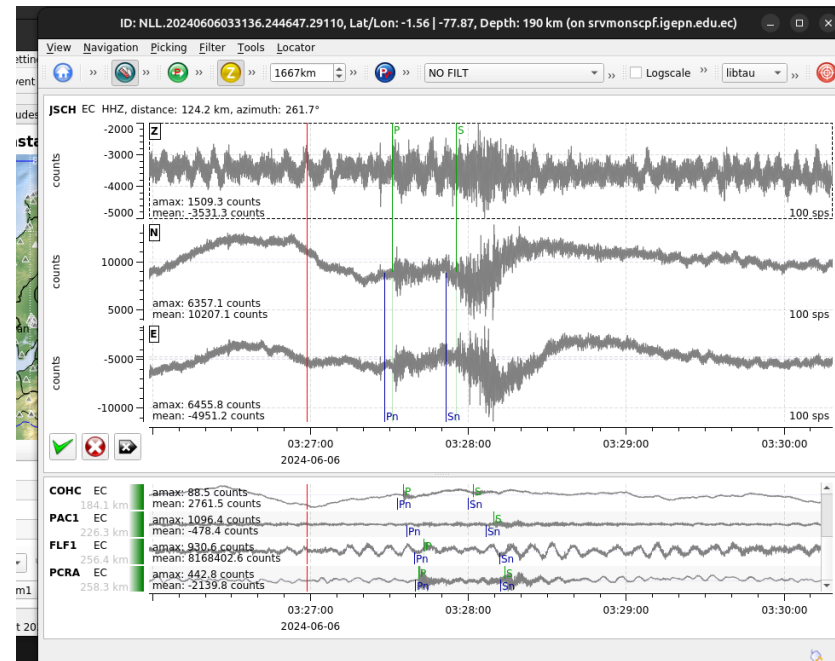 ID: NLL.20240606033136.244647.29110, Lat/Lon: -1.56 | -77.87, Depth: 190 km (on srvmonscpf.igepn.edu.ec)
View Navigation Picking Filter Tools Locator
Z 1667km NO FILT Logscale libtau
JSCH EC HHZ, distance: 124.2 km, azimuth: 261.7°
-2000
-3000
-4000
-5000
counts
Z
P
S
amax: 1509.3 counts
mean: -3531.3 counts
100 sps
10000
5000
counts
N
amax: 6357.1 counts
mean: 10207.1 counts
100 sps
-5000
-10000
counts
E
amax: 6455.8 counts
mean: -4951.2 counts
Pn
Sn
100 sps
03:27:00 03:28:00 03:29:00 03:30:00
2024-06-06
COHC EC
184.1 km
amax: 88.5 counts
mean: 2761.5 counts
P
S
Pn
Sn
PAC1 EC
226.3 km
amax: 1096.4 counts
mean: -478.4 counts
S
Pn
Sn
FLF1 EC
256.4 km
amax: 930.6 counts
mean: 8168402.6 counts
P
Pn
Sn
PCRA EC
258.3 km
amax: 442.8 counts
mean: -2139.8 counts
P
S
Pn
Sn
03:27:00 03:28:00 03:29:00 03:30:00
2024-06-06